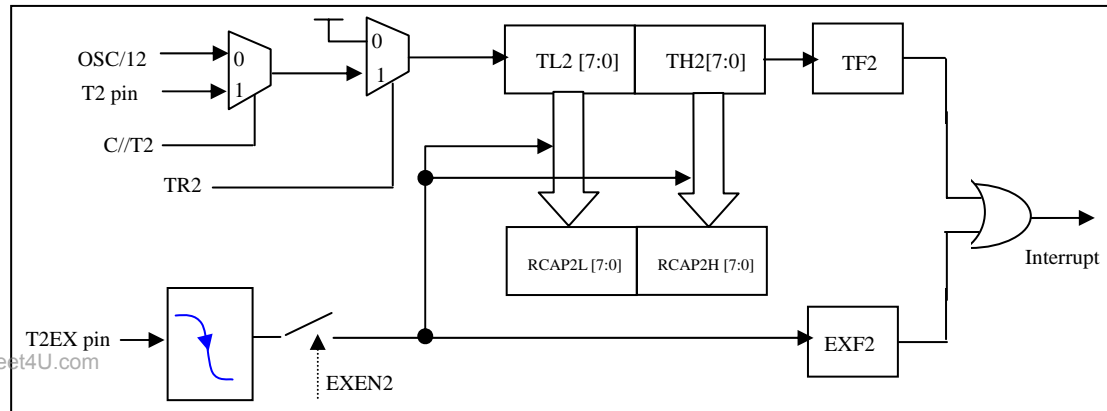 OSC/12
T2 pin
C//T2
TR2
0
1
0
1
TL2 [7:0]
TH2[7:0]
TF2
RCAP2L [7:0]
RCAP2H [7:0]
Interrupt
T2EX pin
EXEN2
EXF2
eet4U.com